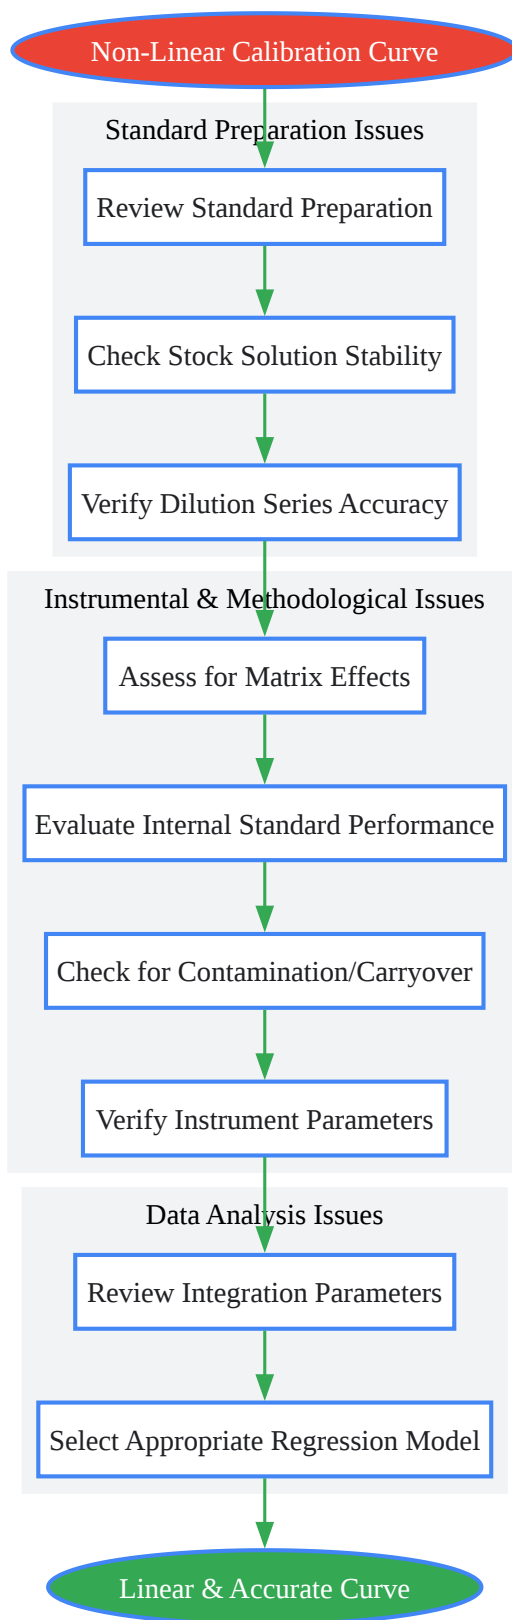 Non-Linear Calibration Curve
Standard Preparation Issues
Review Standard Preparation
Check Stock Solution Stability
Verify Dilution Series Accuracy
Instrumental & Methodological Issues
Assess for Matrix Effects
Evaluate Internal Standard Performance
Check for Contamination/Carryover
Verify Instrument Parameters
Data Analysis Issues
Review Integration Parameters
Select Appropriate Regression Model
Linear & Accurate Curve